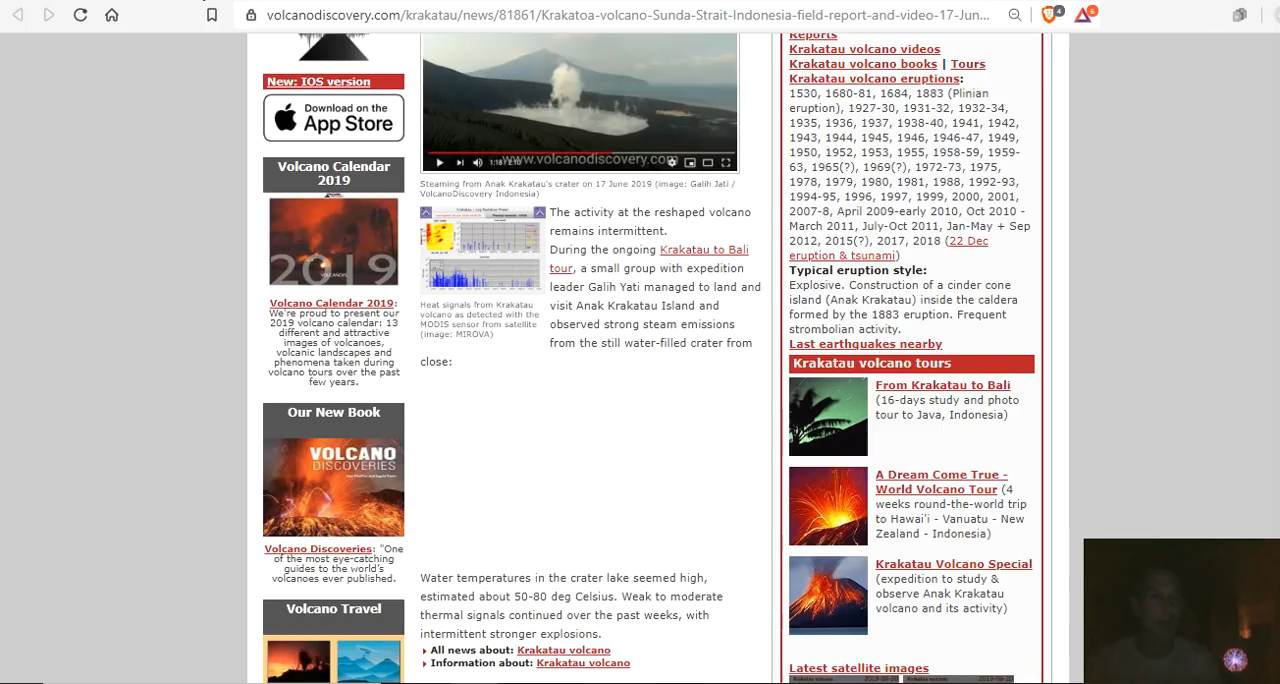 volcanodiscovery.com/krakatau/news/81861/Krakatoa-volcano-Sunda-Strait-Indonesia-field-report-and-video-17-Jun...
4
6
New: IOS version
Download on the
App Store
Volcano Calendar
2019
2019
Volcano Calendar 2019:
We're proud to present our
2019 volcano calendar: 13
different and attractive
images of volcanoes,
volcanic landscapes and
phenomena taken during
volcano tours over the past
few years.
Our New Book
VOLCANO
DISCOVERIES
Volcano Discoveries: "One
of the most eye-catching
guides to the world's
volcanoes ever published.
Volcano Travel
www.volcanodiscovery.com
Steaming from Anak Krakatau's crater on 17 June 2019 (image: Galih Jati /
VolcanoDiscovery Indonesia)
The activity at the reshaped volcano
remains intermittent.
During the ongoing Krakatau to Bali
tour, a small group with expedition
leader Galih Yati managed to land and
visit Anak Krakatau Island and
observed strong steam emissions
from the still water-filled crater from
close:
Heat signals from Krakatau
volcano as detected with the
MODIS sensor from satellite
(image: MIROVA)
Water temperatures in the crater lake seemed high,
estimated about 50-80 deg Celsius. Weak to moderate
thermal signals continued over the past weeks, with
intermittent stronger explosions.
All news about: Krakatau volcano
Information about: Krakatau volcano
Reports
Krakatau volcano videos
Krakatau volcano books | Tours
Krakatau volcano eruptions:
1530, 1680-81, 1684, 1883 (Plinian
eruption), 1927-30, 1931-32, 1932-34,
1935, 1936, 1937, 1938-40, 1941, 1942,
1943, 1944, 1945, 1946, 1946-47, 1949,
1950, 1952, 1953, 1955, 1958-59, 1959-
63, 1965(?), 1969(?), 1972-73, 1975,
1978, 1979, 1980, 1981, 1988, 1992-93,
1994-95, 1996, 1997, 1999, 2000, 2001,
2007-8, April 2009-early 2010, Oct 2010 -
March 2011, July-Oct 2011, Jan-May + Sep
2012, 2015(?), 2017, 2018 (22 Dec
eruption & tsunami)
Typical eruption style:
Explosive. Construction of a cinder cone
island (Anak Krakatau) inside the caldera
formed by the 1883 eruption. Frequent
strombolian activity.
Last earthquakes nearby
Krakatau volcano tours
From Krakatau to Bali
(16-days study and photo
tour to Java, Indonesia)
A Dream Come True -
World Volcano Tour (4
weeks round-the-world trip
to Hawai'i - Vanuatu - New
Zealand - Indonesia)
Krakatau Volcano Special
(expedition to study &
observe Anak Krakatau
volcano and its activity)
Latest satellite images